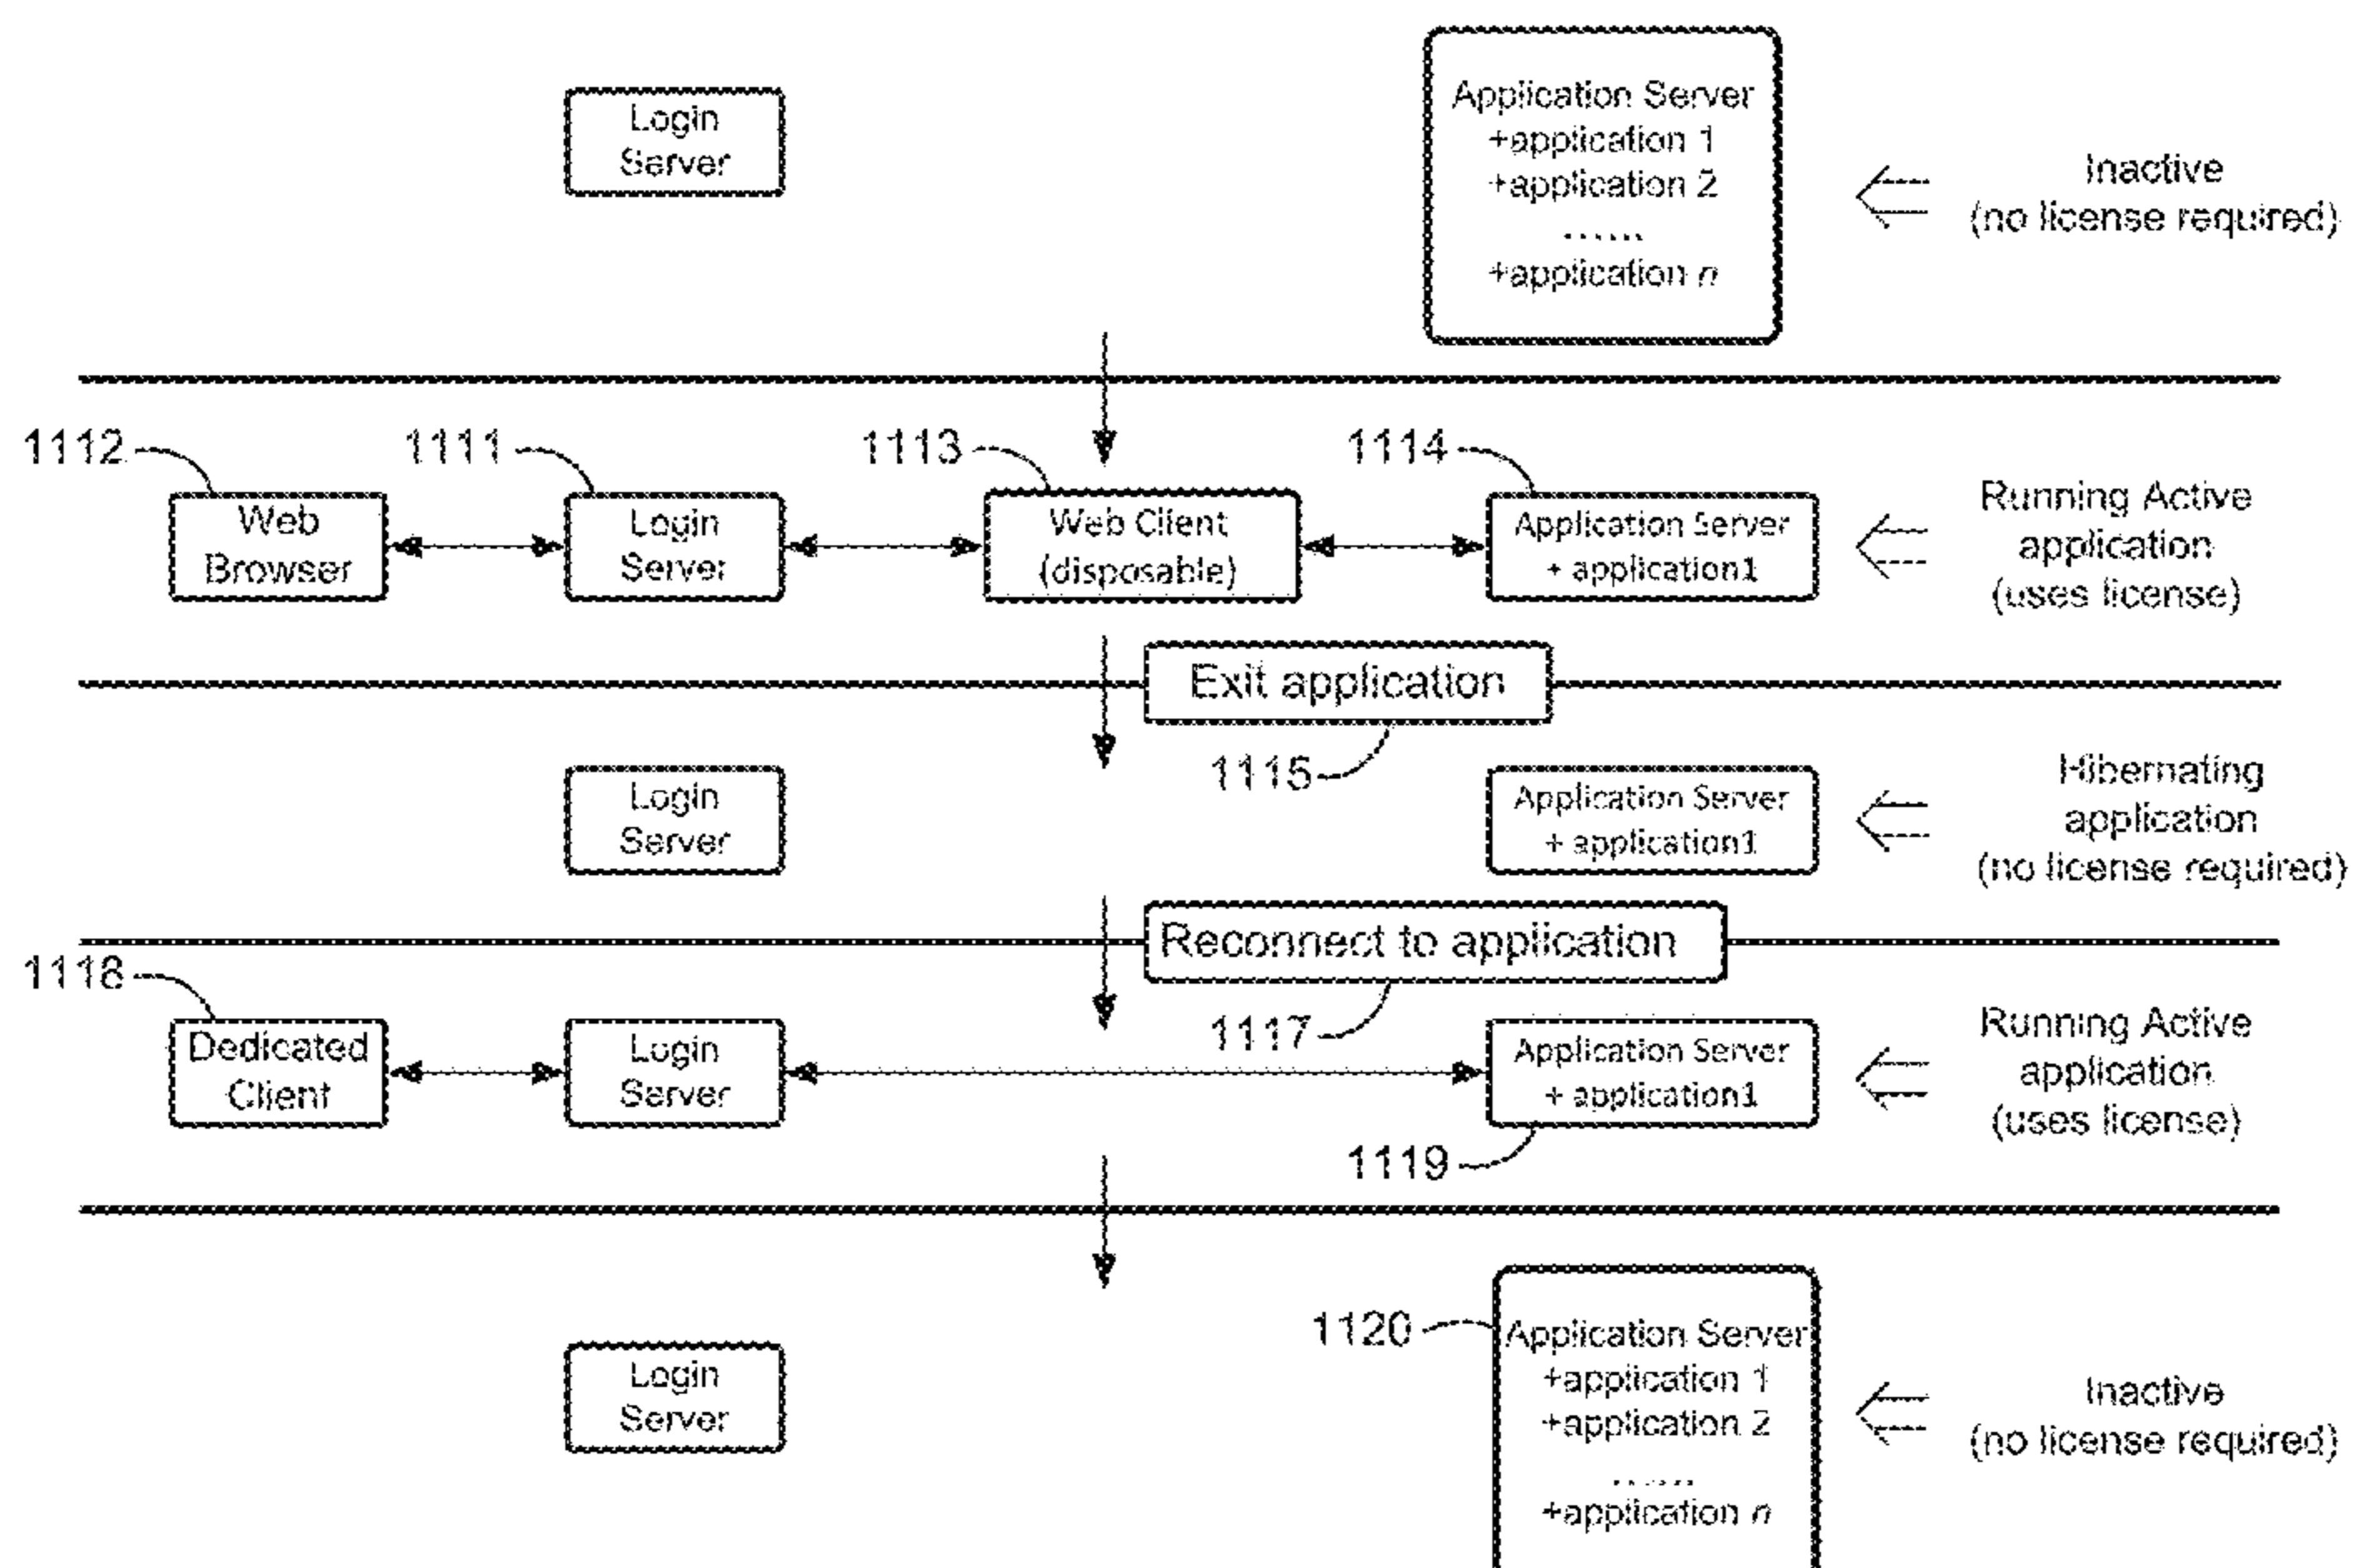 Login
Server
Application Server
+application 1
+application 2
......
+application n
Inactive
(no license required)
1112
1111
1113
1114
Web
Browser
Login
Server
Web Client
(disposable)
Application Server
+ application1
Running Active
application
(uses license)
Exit application
1115
Login
Server
Application Server
+ application1
Hibernating
application
(no license required)
Reconnect to application
1118
1117
Dedicated
Client
Login
Server
Application Server
+ application1
1119
Running Active
application
(uses license)
1120
Login
Server
Application Server
+application 1
+application 2
......
+application n
Inactive
(no license required)